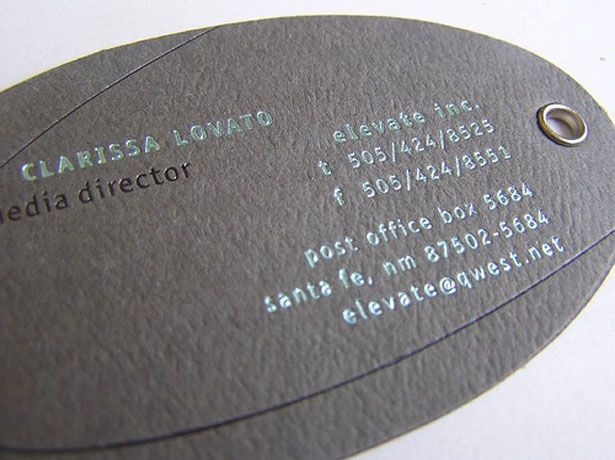 CLARISSA LOVATO
media director
elevate inc.
t 505/424/8525
f 505/424/8551
post office box 5684
santa fe, nm 87502-5684
elevate@qwest.net